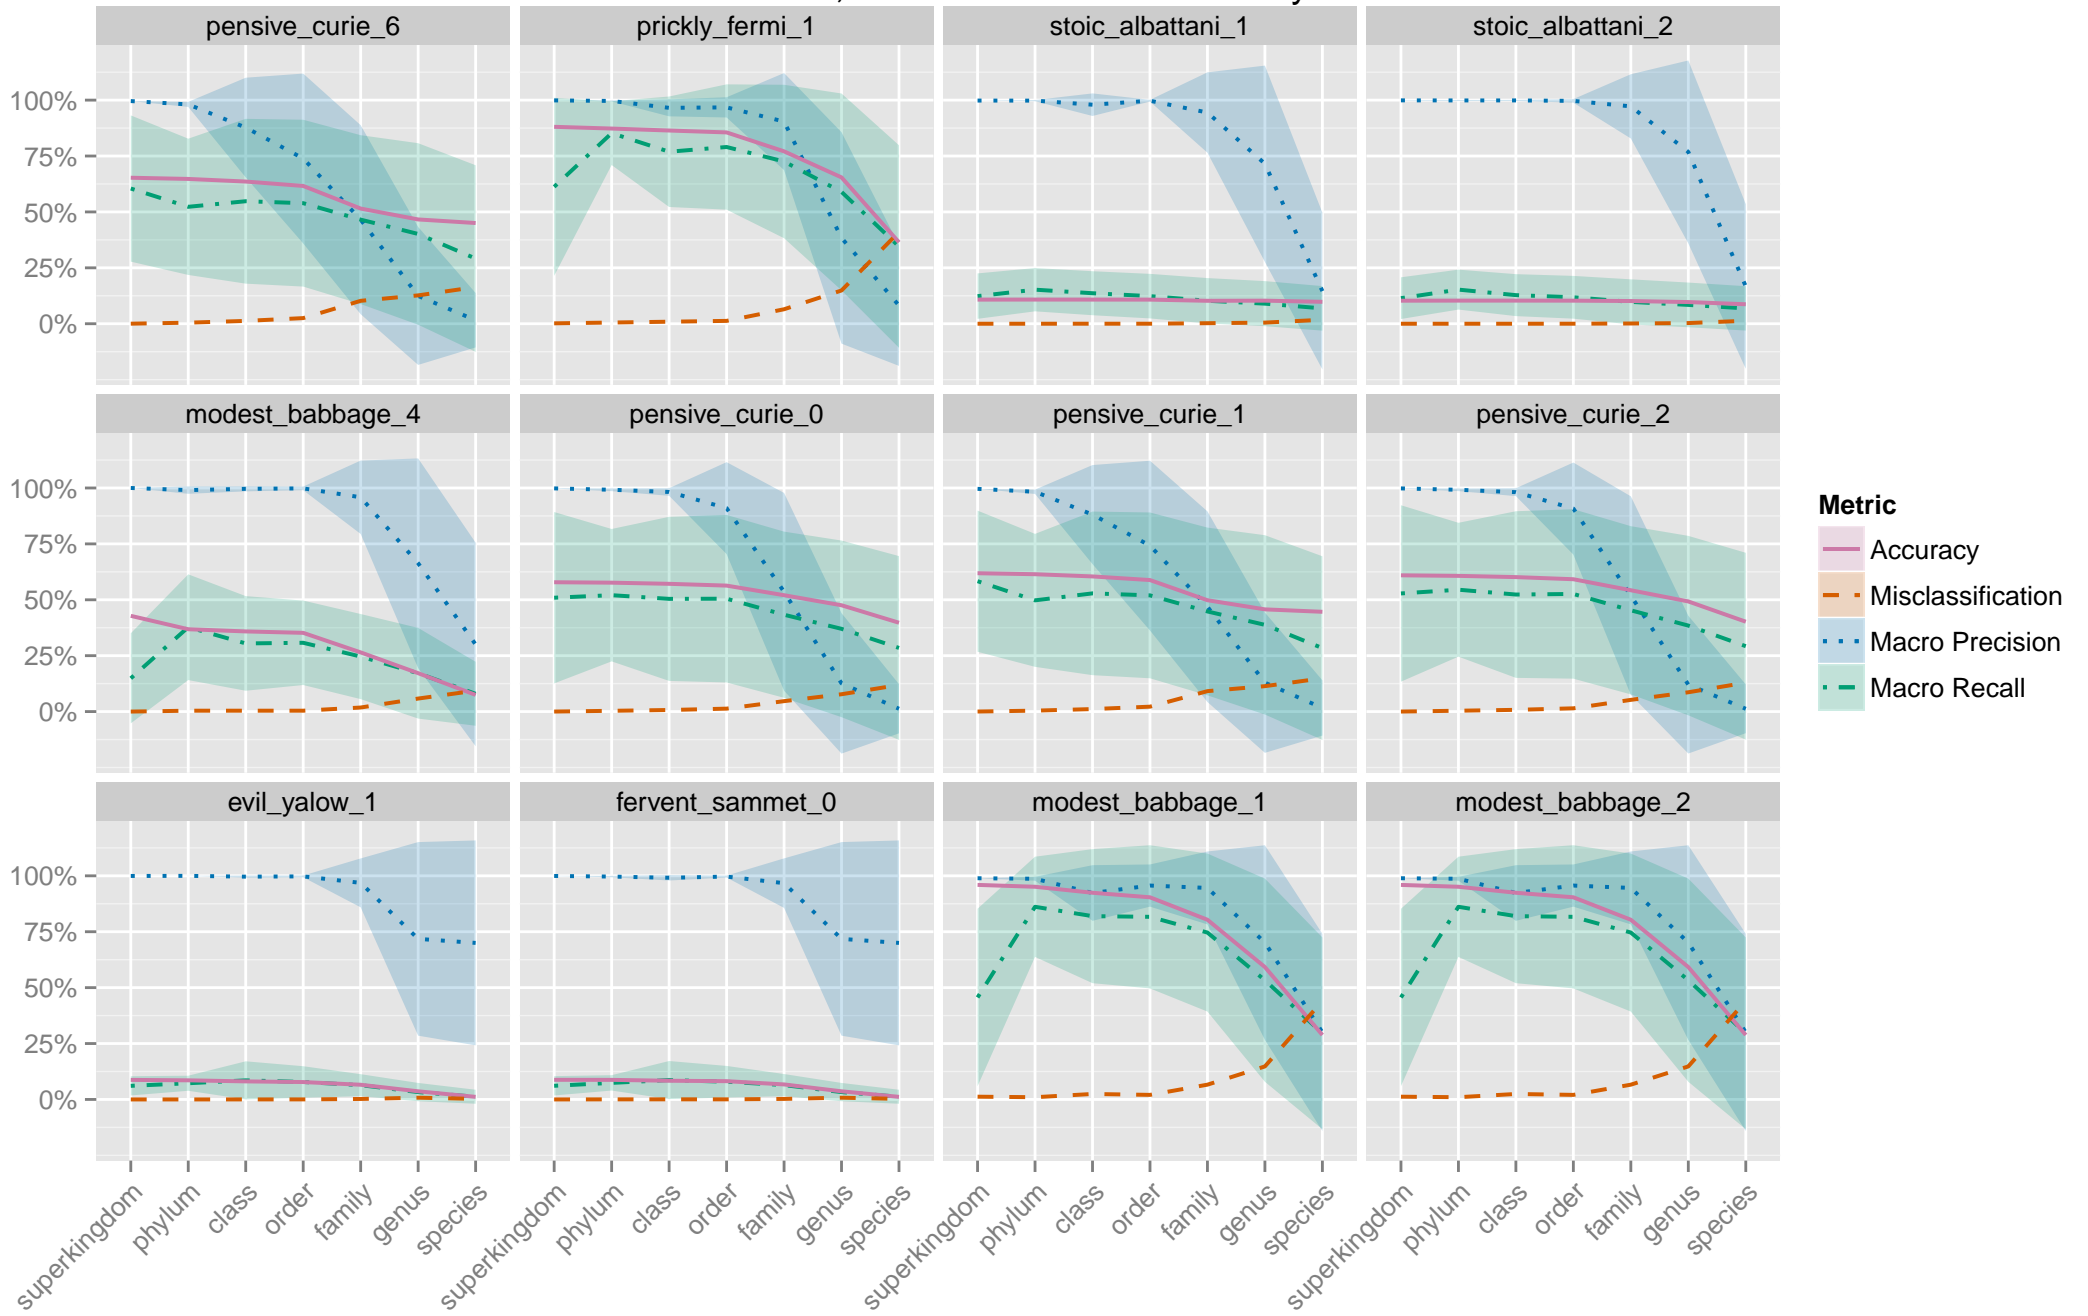 pensive_curie_6 prickly_fermi_1 stoic_albattani_1 stoic_albattani_2
100%
75%
50%
25%
0%
modest_babbage_4 pensive_curie_0 pensive_curie_1 pensive_curie_2
100%
75%
50%
25%
0%
evil_yalow_1 fervent_sammet_0 modest_babbage_1 modest_babbage_2
100%
75%
50%
25%
0%
superkingdom phylum class order family genus species
superkingdom phylum class order family genus species
superkingdom phylum class order family genus species
superkingdom phylum class order family genus species
Metric
Accuracy
Misclassification
Macro Precision
Macro Recall